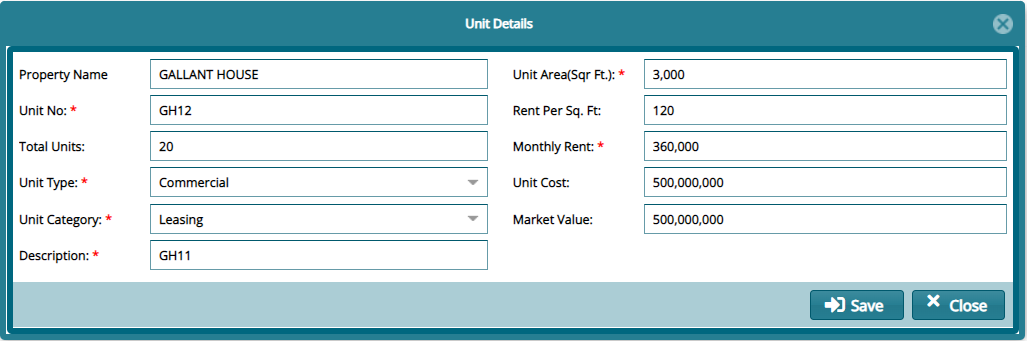 Unit Details
Property Name GALLANT HOUSE Unit Area(Sqr Ft.): * 3,000
Unit No: * GH12 Rent Per Sq. Ft: 120
Total Units: 20 Monthly Rent: * 360,000
Unit Type: * Commercial Unit Cost: 500,000,000
Unit Category: * Leasing Market Value: 500,000,000
Description: * GH11
Save Close